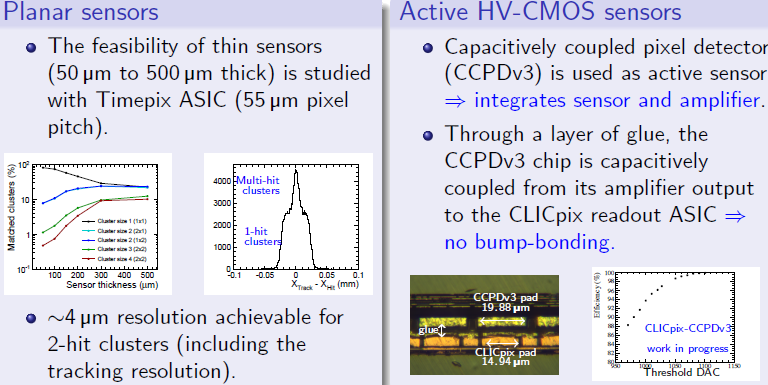 Planar sensors
The feasibility of thin sensors
(50 µm to 500 µm thick) is studied
with Timepix ASIC (55 µm pixel
pitch).
Matched clusters (%)
10²
10
1
10⁻¹
Cluster size 1 (1x1)
Cluster size 2 (2x1)
Cluster size 2 (1x2)
Cluster size 3 (2x2)
Cluster size 4 (2x2)
100 200 300 400 500
Sensor thickness (µm)
4000
3000
2000
1000
0
Multi-hit
clusters
1-hit
clusters
-0.1 -0.05 0 0.05 0.1
X_Track - X_Hit (mm)
∼4 µm resolution achievable for
2-hit clusters (including the
tracking resolution).
Active HV-CMOS sensors
Capacitively coupled pixel detector
(CCPDv3) is used as active sensor
⇒ integrates sensor and amplifier.
Through a layer of glue, the
CCPDv3 chip is capacitively
coupled from its amplifier output
to the CLICpix readout ASIC ⇒
no bump-bonding.
CCPDv3 pad
19.88 µm
glue
CLICpix pad
14.94 µm
Efficiency (%)
100
98
96
94
92
90
88
86
84
82
80
CLICpix-CCPDv3
work in progress
950 1000 1050 1100 1150
Threshold DAC